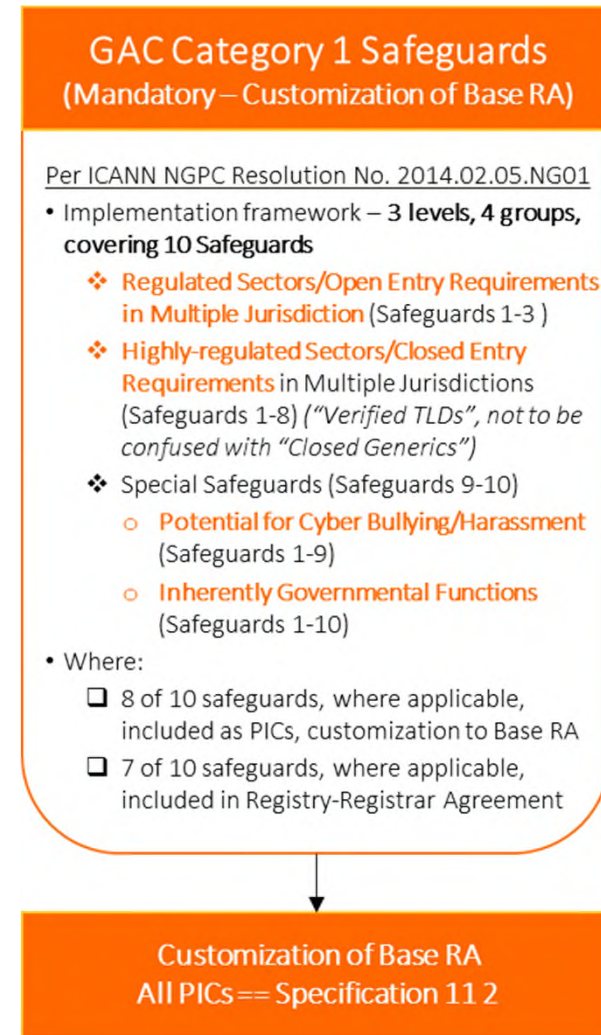 GAC Category 1 Safeguards
(Mandatory – Customization of Base RA)
Per ICANN NGPC Resolution No. 2014.02.05.NG01
• Implementation framework – 3 levels, 4 groups,
covering 10 Safeguards
❖ Regulated Sectors/Open Entry Requirements
in Multiple Jurisdiction (Safeguards 1-3 )
❖ Highly-regulated Sectors/Closed Entry
Requirements in Multiple Jurisdictions
(Safeguards 1-8) (“Verified TLDs”, not to be
confused with “Closed Generics”)
❖ Special Safeguards (Safeguards 9-10)
o Potential for Cyber Bullying/Harassment
(Safeguards 1-9)
o Inherently Governmental Functions
(Safeguards 1-10)
• Where:
❑ 8 of 10 safeguards, where applicable,
included as PICs, customization to Base RA
❑ 7 of 10 safeguards, where applicable,
included in Registry-Registrar Agreement
Customization of Base RA
All PICs == Specification 11 2